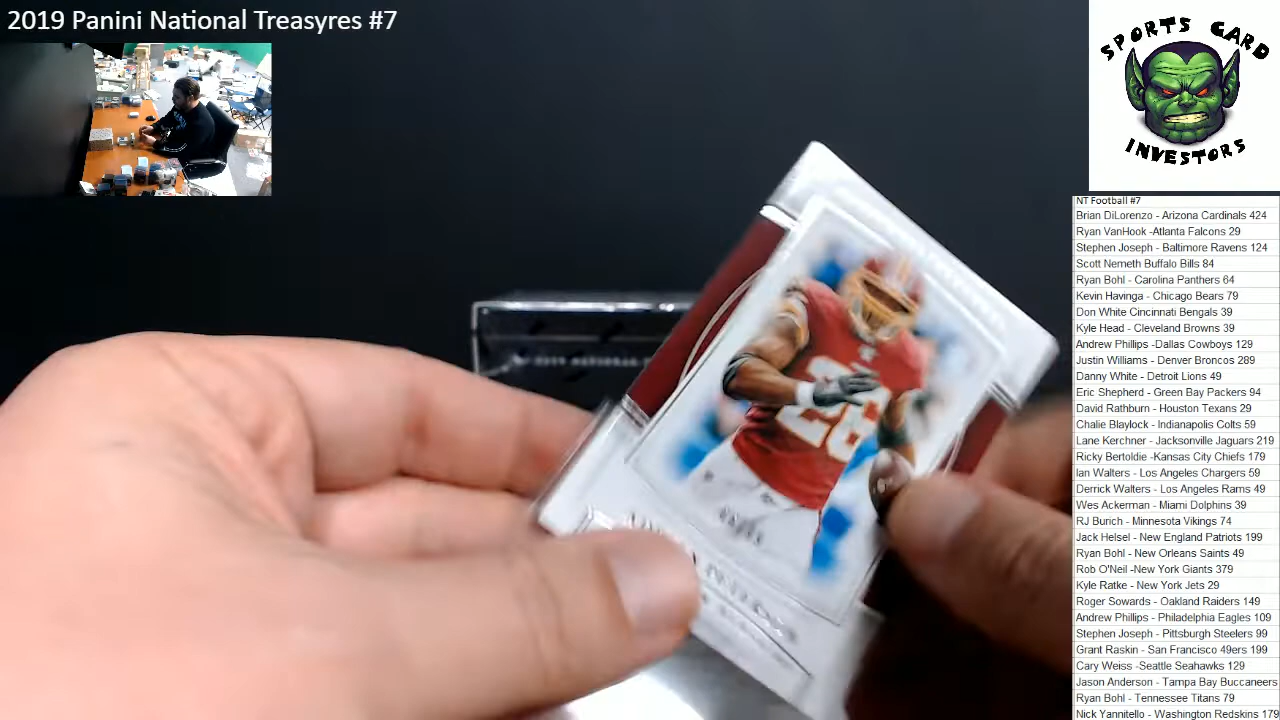 2019 Panini National Treasyres #7
SPORTS CARD
INVESTORS
NT Football #7
Brian DiLorenzo - Arizona Cardinals 424
Ryan VanHook -Atlanta Falcons 29
Stephen Joseph - Baltimore Ravens 124
Scott Nemeth Buffalo Bills 84
Ryan Bohl - Carolina Panthers 64
Kevin Havinga - Chicago Bears 79
Don White Cincinnati Bengals 39
Kyle Head - Cleveland Browns 39
Andrew Phillips -Dallas Cowboys 129
Justin Williams - Denver Broncos 289
Danny White - Detroit Lions 49
Eric Shepherd - Green Bay Packers 94
David Rathburn - Houston Texans 29
Chalie Blaylock - Indianapolis Colts 59
Lane Kerchner - Jacksonville Jaguars 219
Ricky Bertoldie -Kansas City Chiefs 179
Ian Walters - Los Angeles Chargers 59
Derrick Walters - Los Angeles Rams 49
Wes Ackerman - Miami Dolphins 39
RJ Burich - Minnesota Vikings 74
Jack Helsel - New England Patriots 199
Ryan Bohl - New Orleans Saints 49
Rob O'Neil -New York Giants 379
Kyle Ratke - New York Jets 29
Roger Sowards - Oakland Raiders 149
Andrew Phillips - Philadelphia Eagles 109
Stephen Joseph - Pittsburgh Steelers 99
Grant Raskin - San Francisco 49ers 199
Cary Weiss -Seattle Seahawks 129
Jason Anderson - Tampa Bay Buccaneers
Ryan Bohl - Tennessee Titans 79
Nick Yannitello - Washington Redskins 179
26